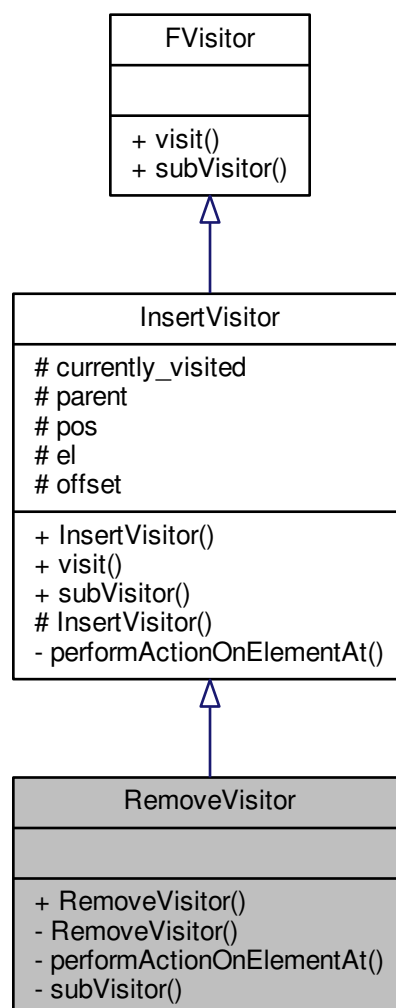 FVisitor
+ visit()
+ subVisitor()
InsertVisitor
# currently_visited
# parent
# pos
# el
# offset
+ InsertVisitor()
+ visit()
+ subVisitor()
# InsertVisitor()
- performActionOnElementAt()
RemoveVisitor
+ RemoveVisitor()
- RemoveVisitor()
- performActionOnElementAt()
- subVisitor()